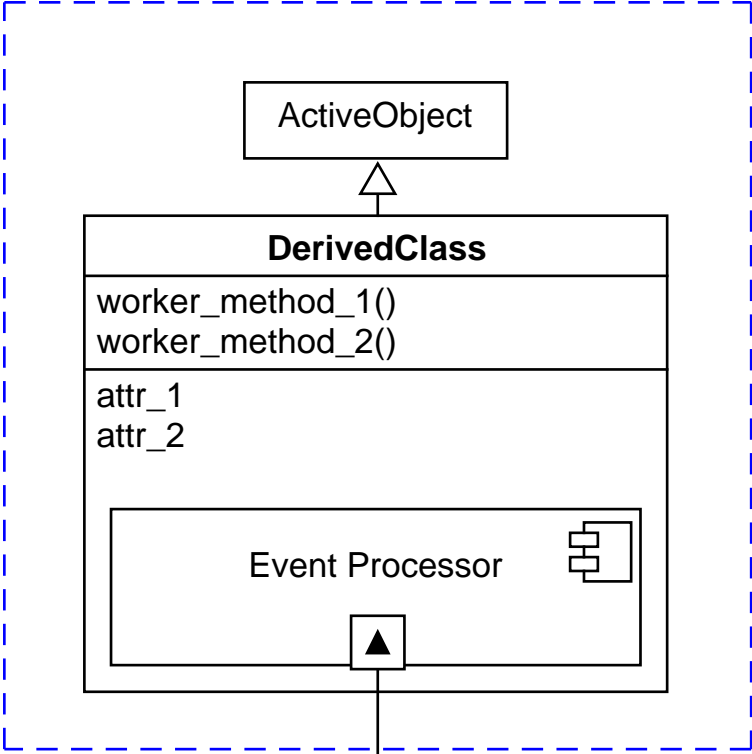 ActiveObject
DerivedClass
worker_method_1()
worker_method_2()
attr_1
attr_2
Event Processor